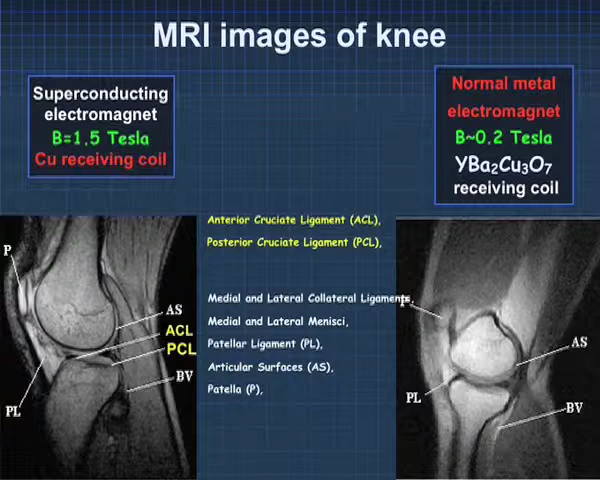 MRI images of knee
Superconducting
electromagnet
B=1,5 Tesla
Cu receiving coil
Normal metal
electromagnet
B~0,2 Tesla
YBa₂Cu₃O₇
receiving coil
Anterior Cruciate Ligament (ACL),
Posterior Cruciate Ligament (PCL),
Medial and Lateral Collateral Ligaments,
Medial and Lateral Menisci,
Patellar Ligament (PL),
Articular Surfaces (AS),
Patella (P),
P
AS
ACL
PCL
BV
PL
P
AS
PL
BV